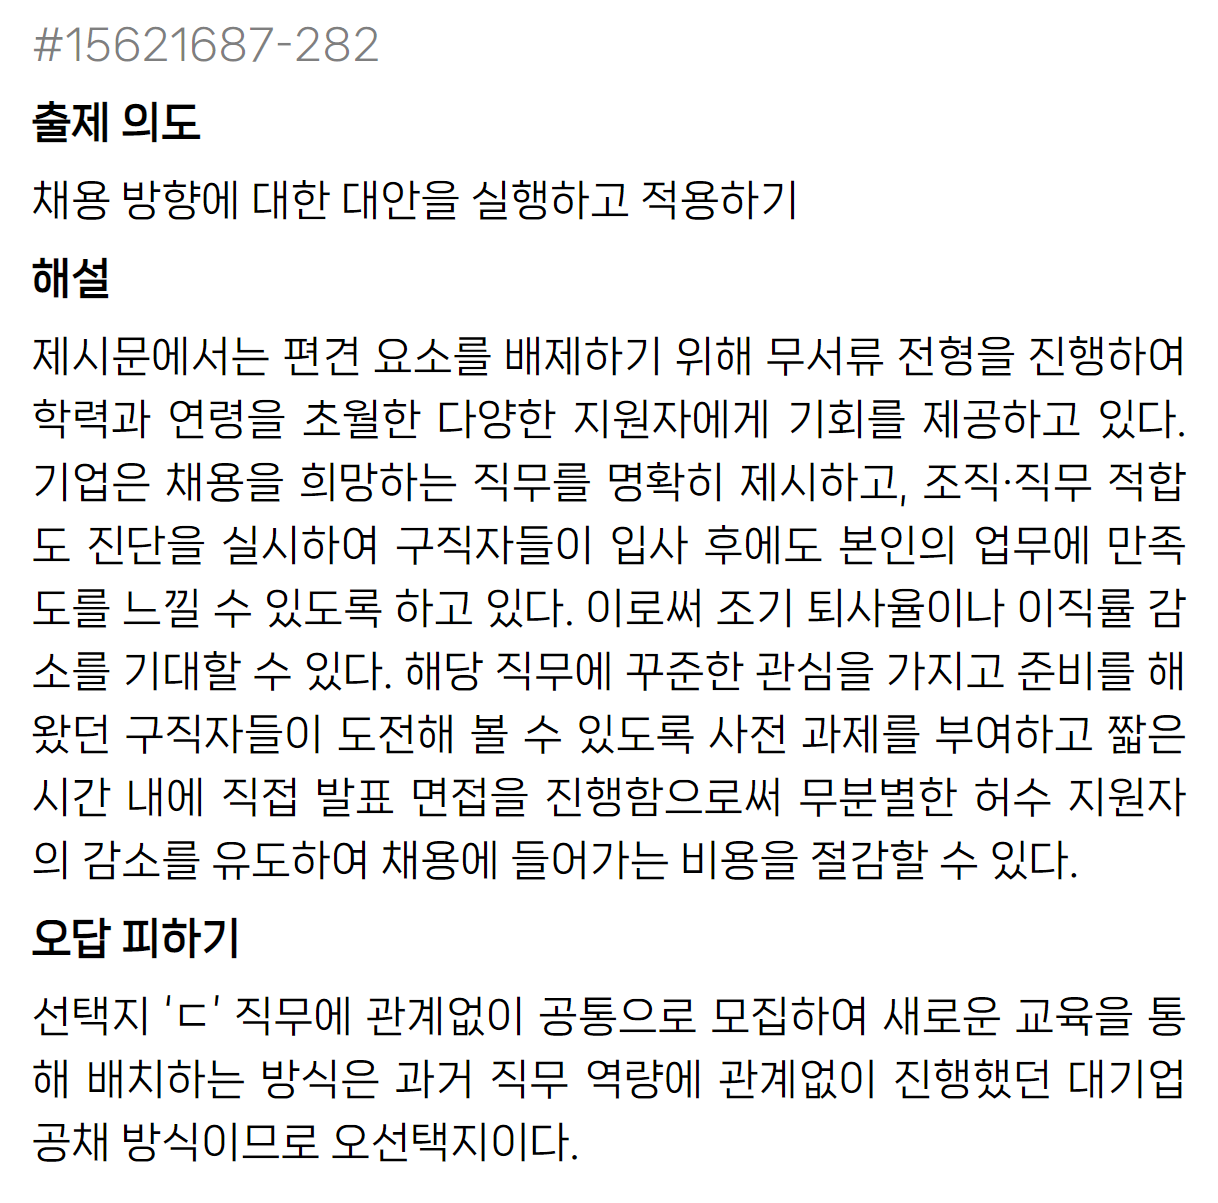 #15621687-282
출제 의도
채용 방향에 대한 대안을 실행하고 적용하기
해설
제시문에서는 편견 요소를 배제하기 위해 무서류 전형을 진행하여
학력과 연령을 초월한 다양한 지원자에게 기회를 제공하고 있다.
기업은 채용을 희망하는 직무를 명확히 제시하고, 조직·직무 적합
도 진단을 실시하여 구직자들이 입사 후에도 본인의 업무에 만족
도를 느낄 수 있도록 하고 있다. 이로써 조기 퇴사율이나 이직률 감
소를 기대할 수 있다. 해당 직무에 꾸준한 관심을 가지고 준비를 해
왔던 구직자들이 도전해 볼 수 있도록 사전 과제를 부여하고 짧은
시간 내에 직접 발표 면접을 진행함으로써 무분별한 허수 지원자
의 감소를 유도하여 채용에 들어가는 비용을 절감할 수 있다.
오답 피하기
선택지 ‘ㄷ’ 직무에 관계없이 공통으로 모집하여 새로운 교육을 통
해 배치하는 방식은 과거 직무 역량에 관계없이 진행했던 대기업
공채 방식이므로 오선택지이다.